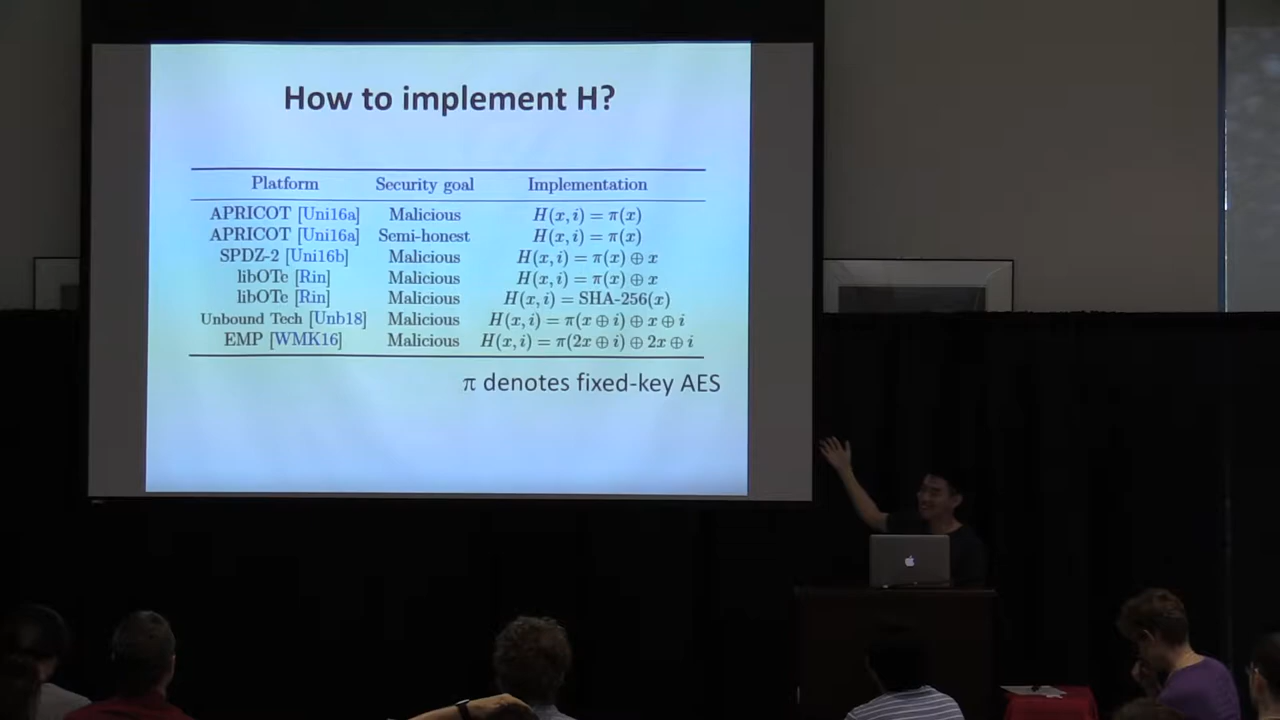 How to implement H?
Platform Security goal Implementation
APRICOT [Uni16a] Malicious H(x, i) = π(x)
APRICOT [Uni16a] Semi-honest H(x, i) = π(x)
SPDZ-2 [Uni16b] Malicious H(x, i) = π(x) ⊕ x
libOTe [Rin] Malicious H(x, i) = π(x) ⊕ x
libOTe [Rin] Malicious H(x, i) = SHA-256(x)
Unbound Tech [Unb18] Malicious H(x, i) = π(x ⊕ i) ⊕ x ⊕ i
EMP [WMK16] Malicious H(x, i) = π(2x ⊕ i) ⊕ 2x ⊕ i
π denotes fixed-key AES